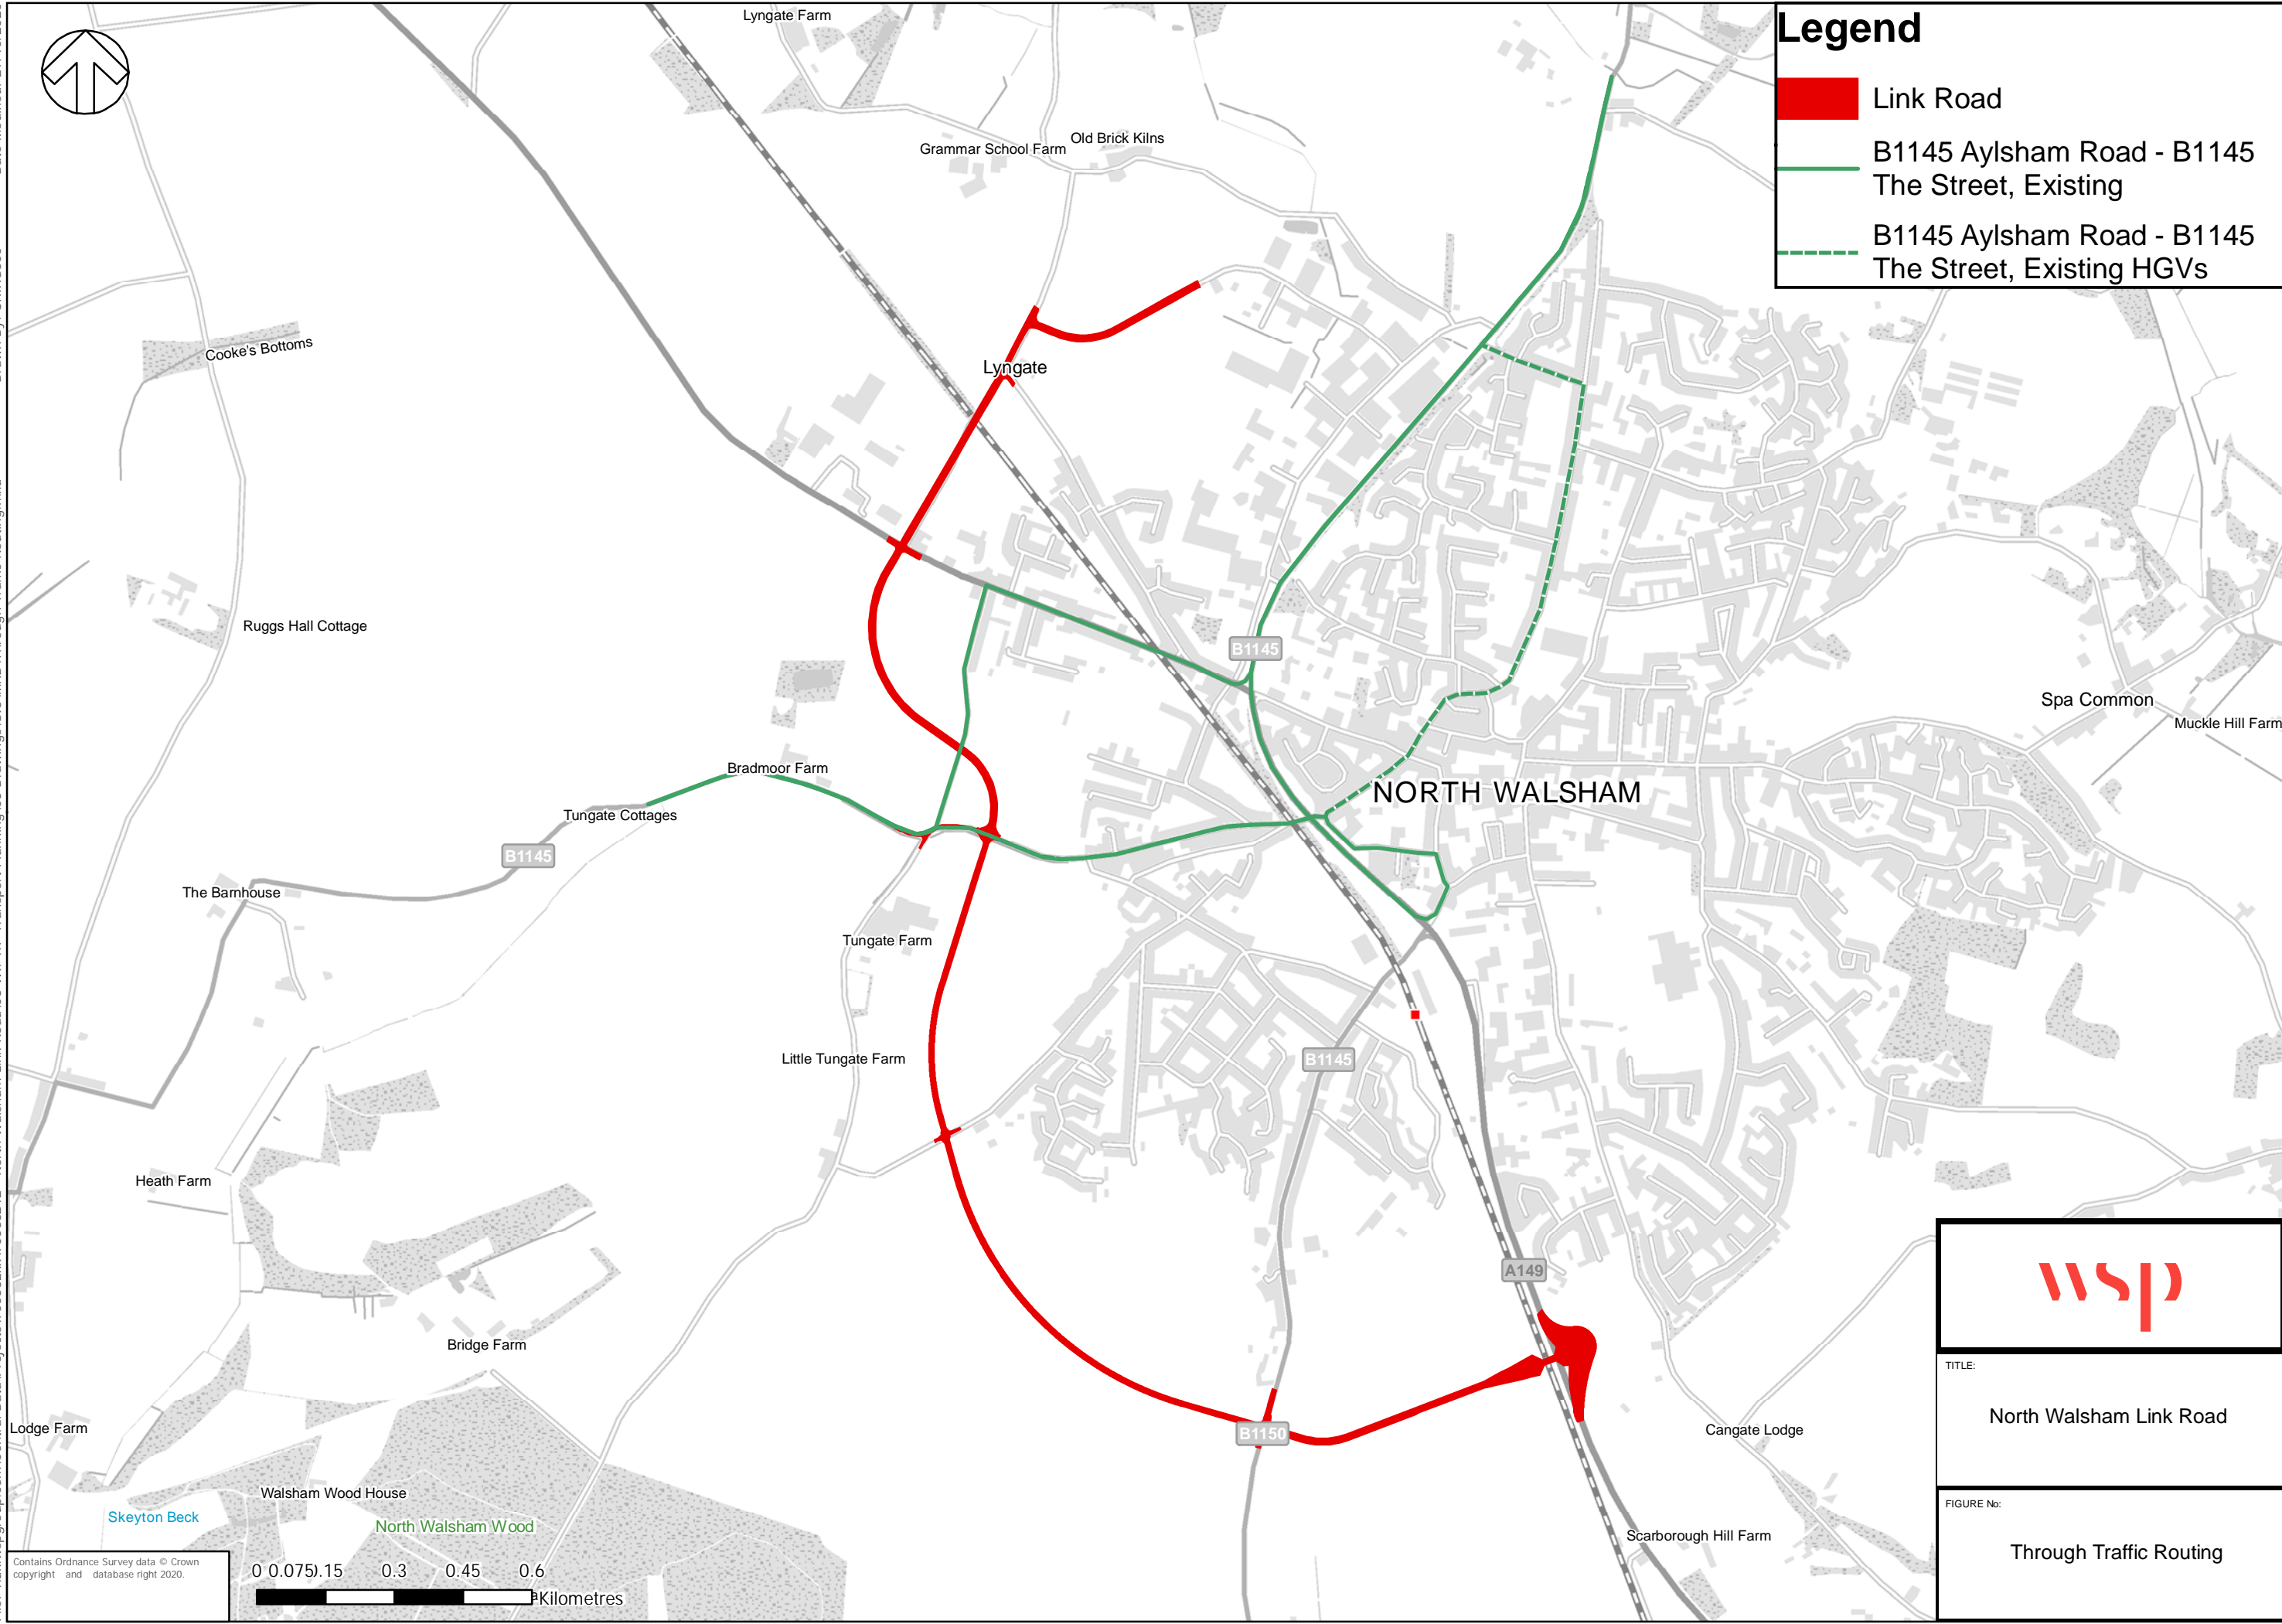 Lyngate Farm
Legend
Link Road
B1145 Aylsham Road - B1145
The Street, Existing
B1145 Aylsham Road - B1145
The Street, Existing HGVs
Old Brick Kilns
Grammar School Farm
Cooke's Bottoms
Lyngate
Ruggs Hall Cottage
B1145
Spa Common
Muckle Hill Farm
Bradmoor Farm
NORTH WALSHAM
Tungate Cottages
B1145
The Barnhouse
Tungate Farm
Little Tungate Farm
B1145
Heath Farm
A149
wsp
Bridge Farm
TITLE:
North Walsham Link Road
Lodge Farm
B1150
Cangate Lodge
Walsham Wood House
FIGURE No:
Skeyton Beck
North Walsham Wood
Scarborough Hill Farm
Through Traffic Routing
Contains Ordnance Survey data © Crown
copyright and database right 2020.
0 0.075 0.15 0.3 0.45 0.6
Kilometres